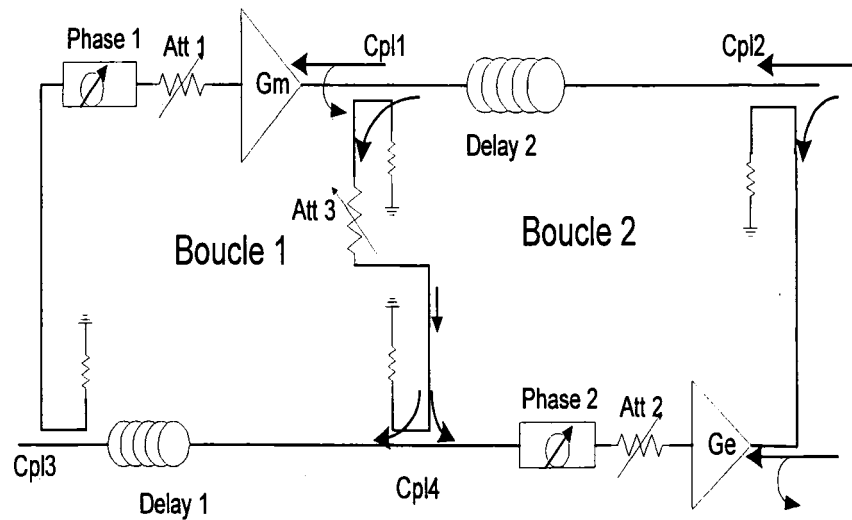 Phase 1
Att 1
Gm
Cpl1
Cpl2
Delay 2
Att 3
Boucle 1
Boucle 2
Phase 2
Att 2
Ge
Cpl3
Delay 1
Cpl4